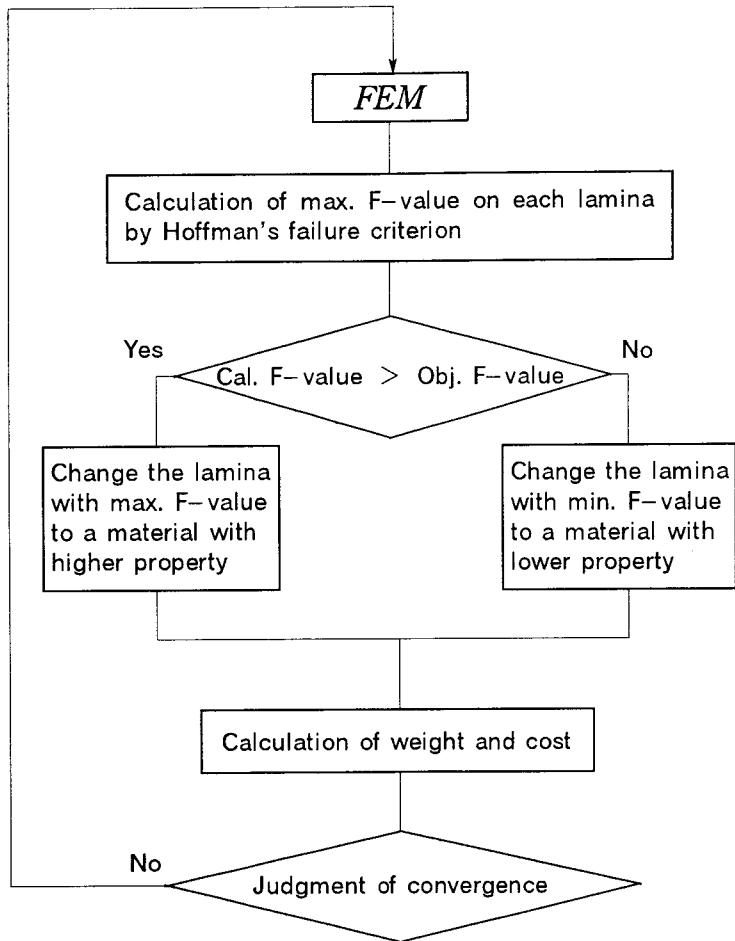 FEM
Calculation of max. F-value on each lamina
by Hoffman's failure criterion
Yes
No
Cal. F-value > Obj. F-value
Change the lamina
with max. F-value
to a material with
higher property
Change the lamina
with min. F-value
to a material with
lower property
Calculation of weight and cost
No
Judgment of convergence